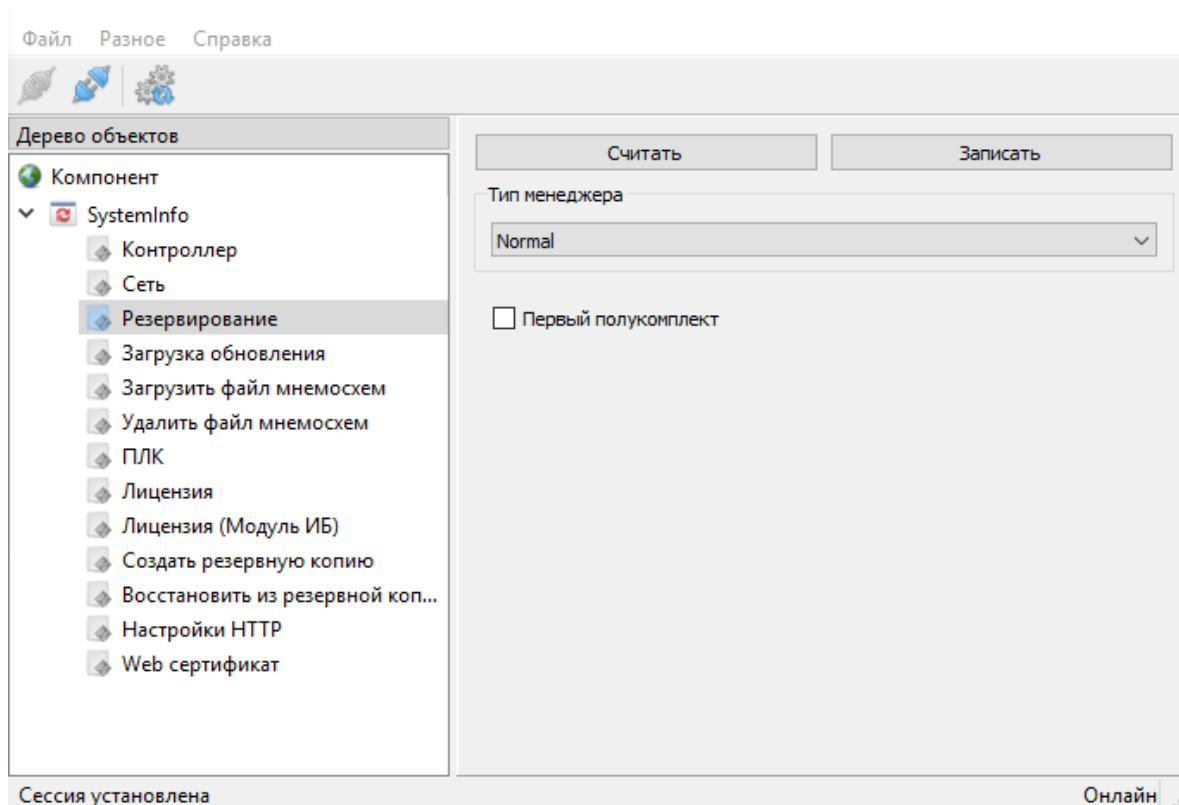 Файл Разное Справка
Дерево объектов
Компонент
SystemInfo
Контроллер
Сеть
Резервирование
Загрузка обновления
Загрузить файл мнемосхем
Удалить файл мнемосхем
ПЛК
Лицензия
Лицензия (Модуль ИБ)
Создать резервную копию
Восстановить из резервной коп...
Настройки HTTP
Web сертификат
Считать Записать
Тип менеджера
Normal
Первый полукомплект
Сессия установлена Онлайн